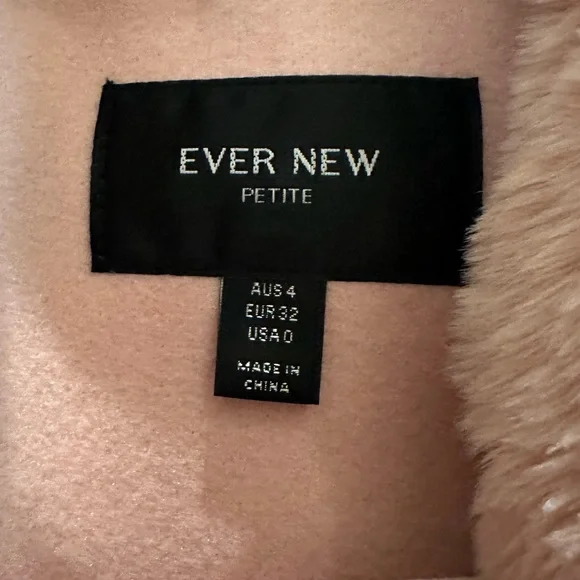 EVER NEW
PETITE
AUS 4
EUR 32
USA 0
MADE IN
CHINA